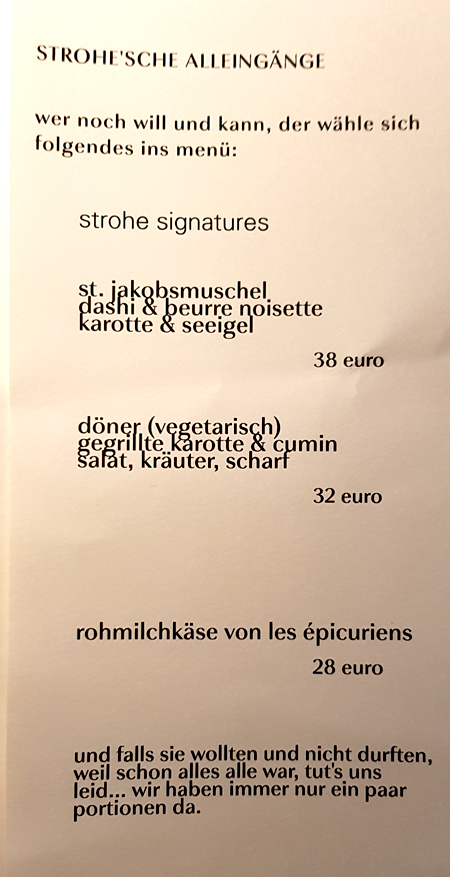 STROHE'SCHE ALLEINGÄNGE
wer noch will und kann, der wähle sich
folgendes ins menü:
strohe signatures
st. jakobsmuschel
dashi & beurre noisette
karotte & seeigel
38 euro
döner (vegetarisch)
gegrillte karotte & cumin
salat, kräuter, scharf
32 euro
rohmilchkäse von les épicuriens
28 euro
und falls sie wollten und nicht durften,
weil schon alles alle war, tut's uns
leid... wir haben immer nur ein paar
portionen da.